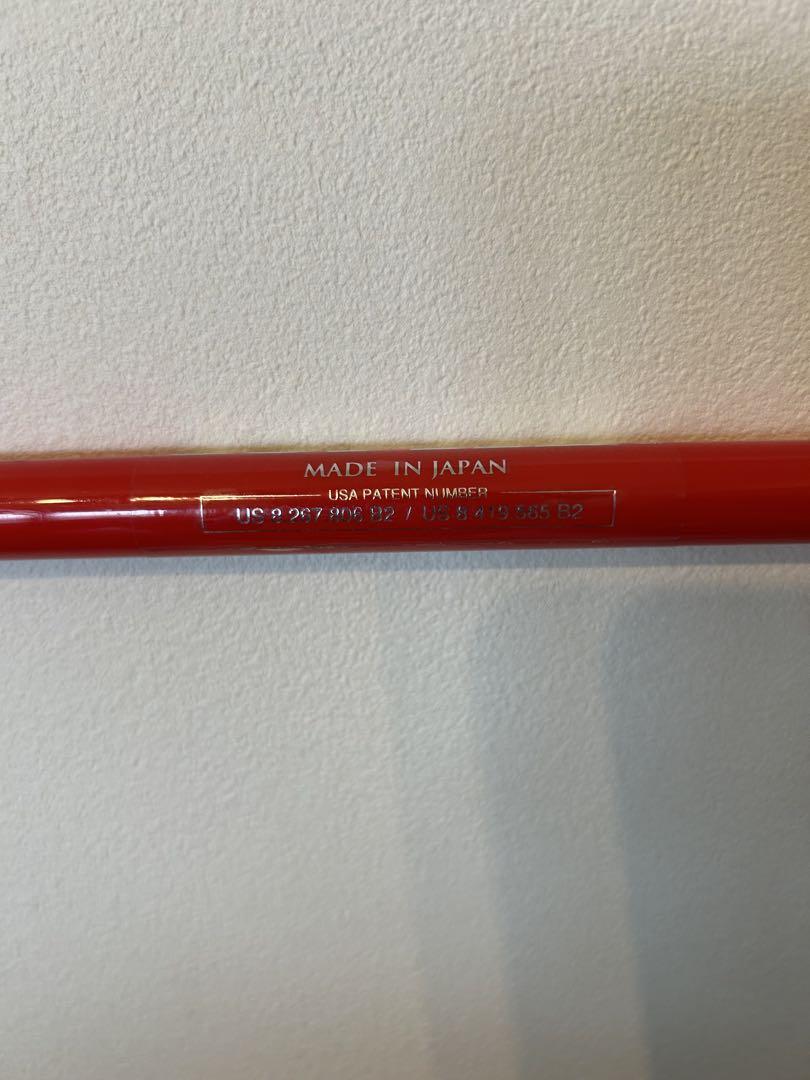 MADE IN JAPAN
USA PATENT NUMBER
US 8 267 806 B2 / US 8 419 565 B2